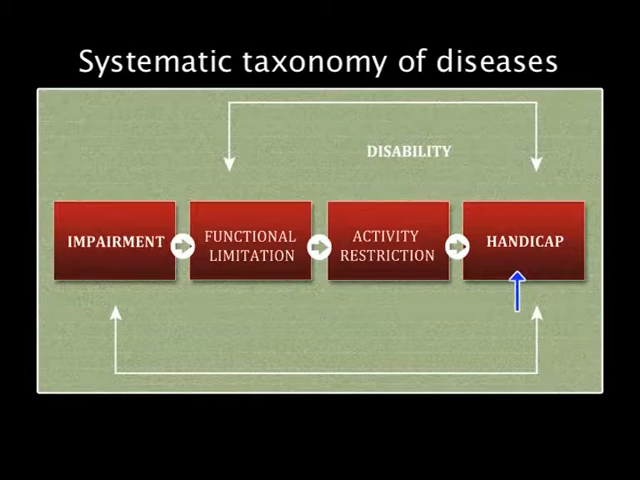 Systematic taxonomy of diseases
DISABILITY
IMPAIRMENT
FUNCTIONAL
LIMITATION
ACTIVITY
RESTRICTION
HANDICAP